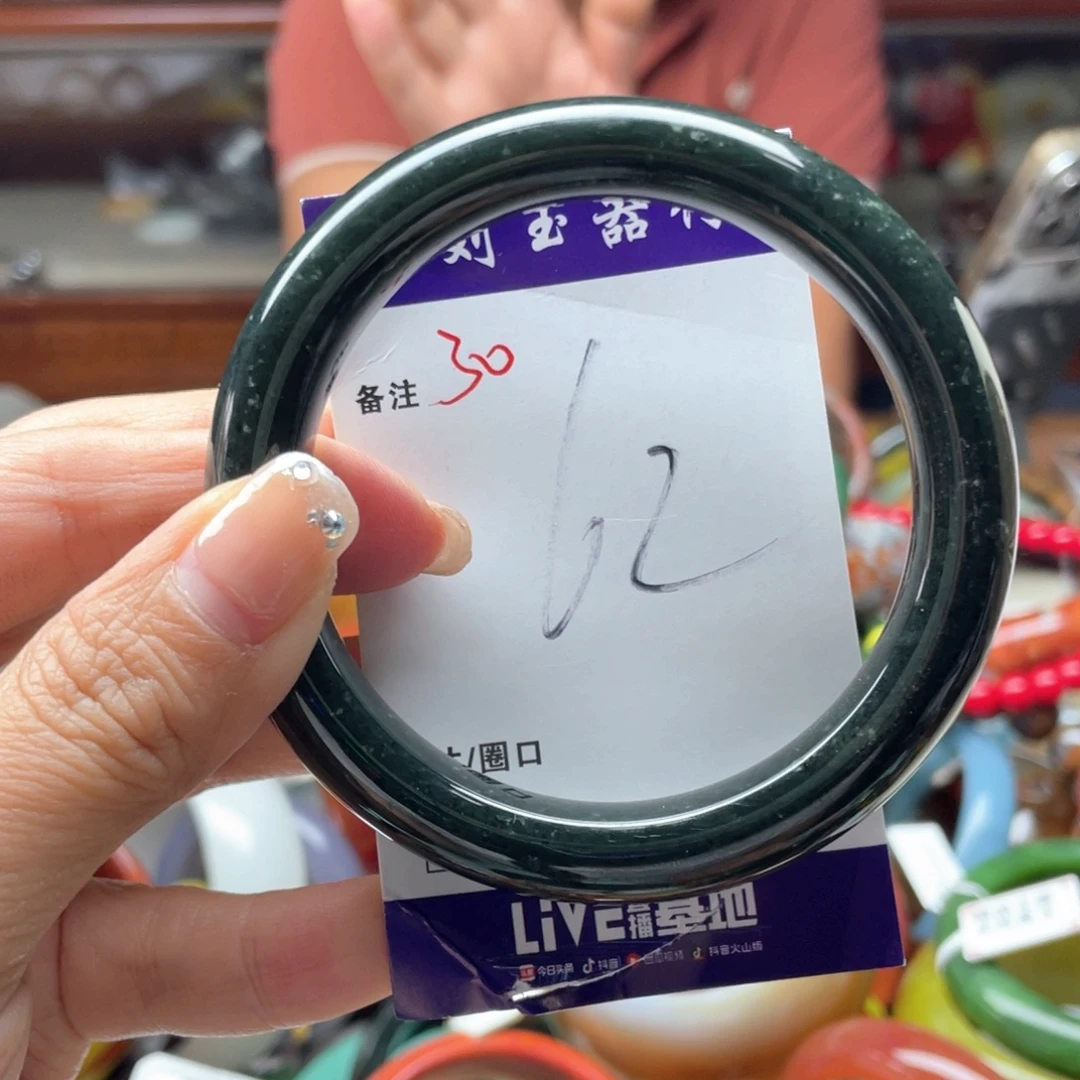 刘玉器
备注 30
62
/圈口
LiVE直播基地
今日头条 抖音 抖音火山版